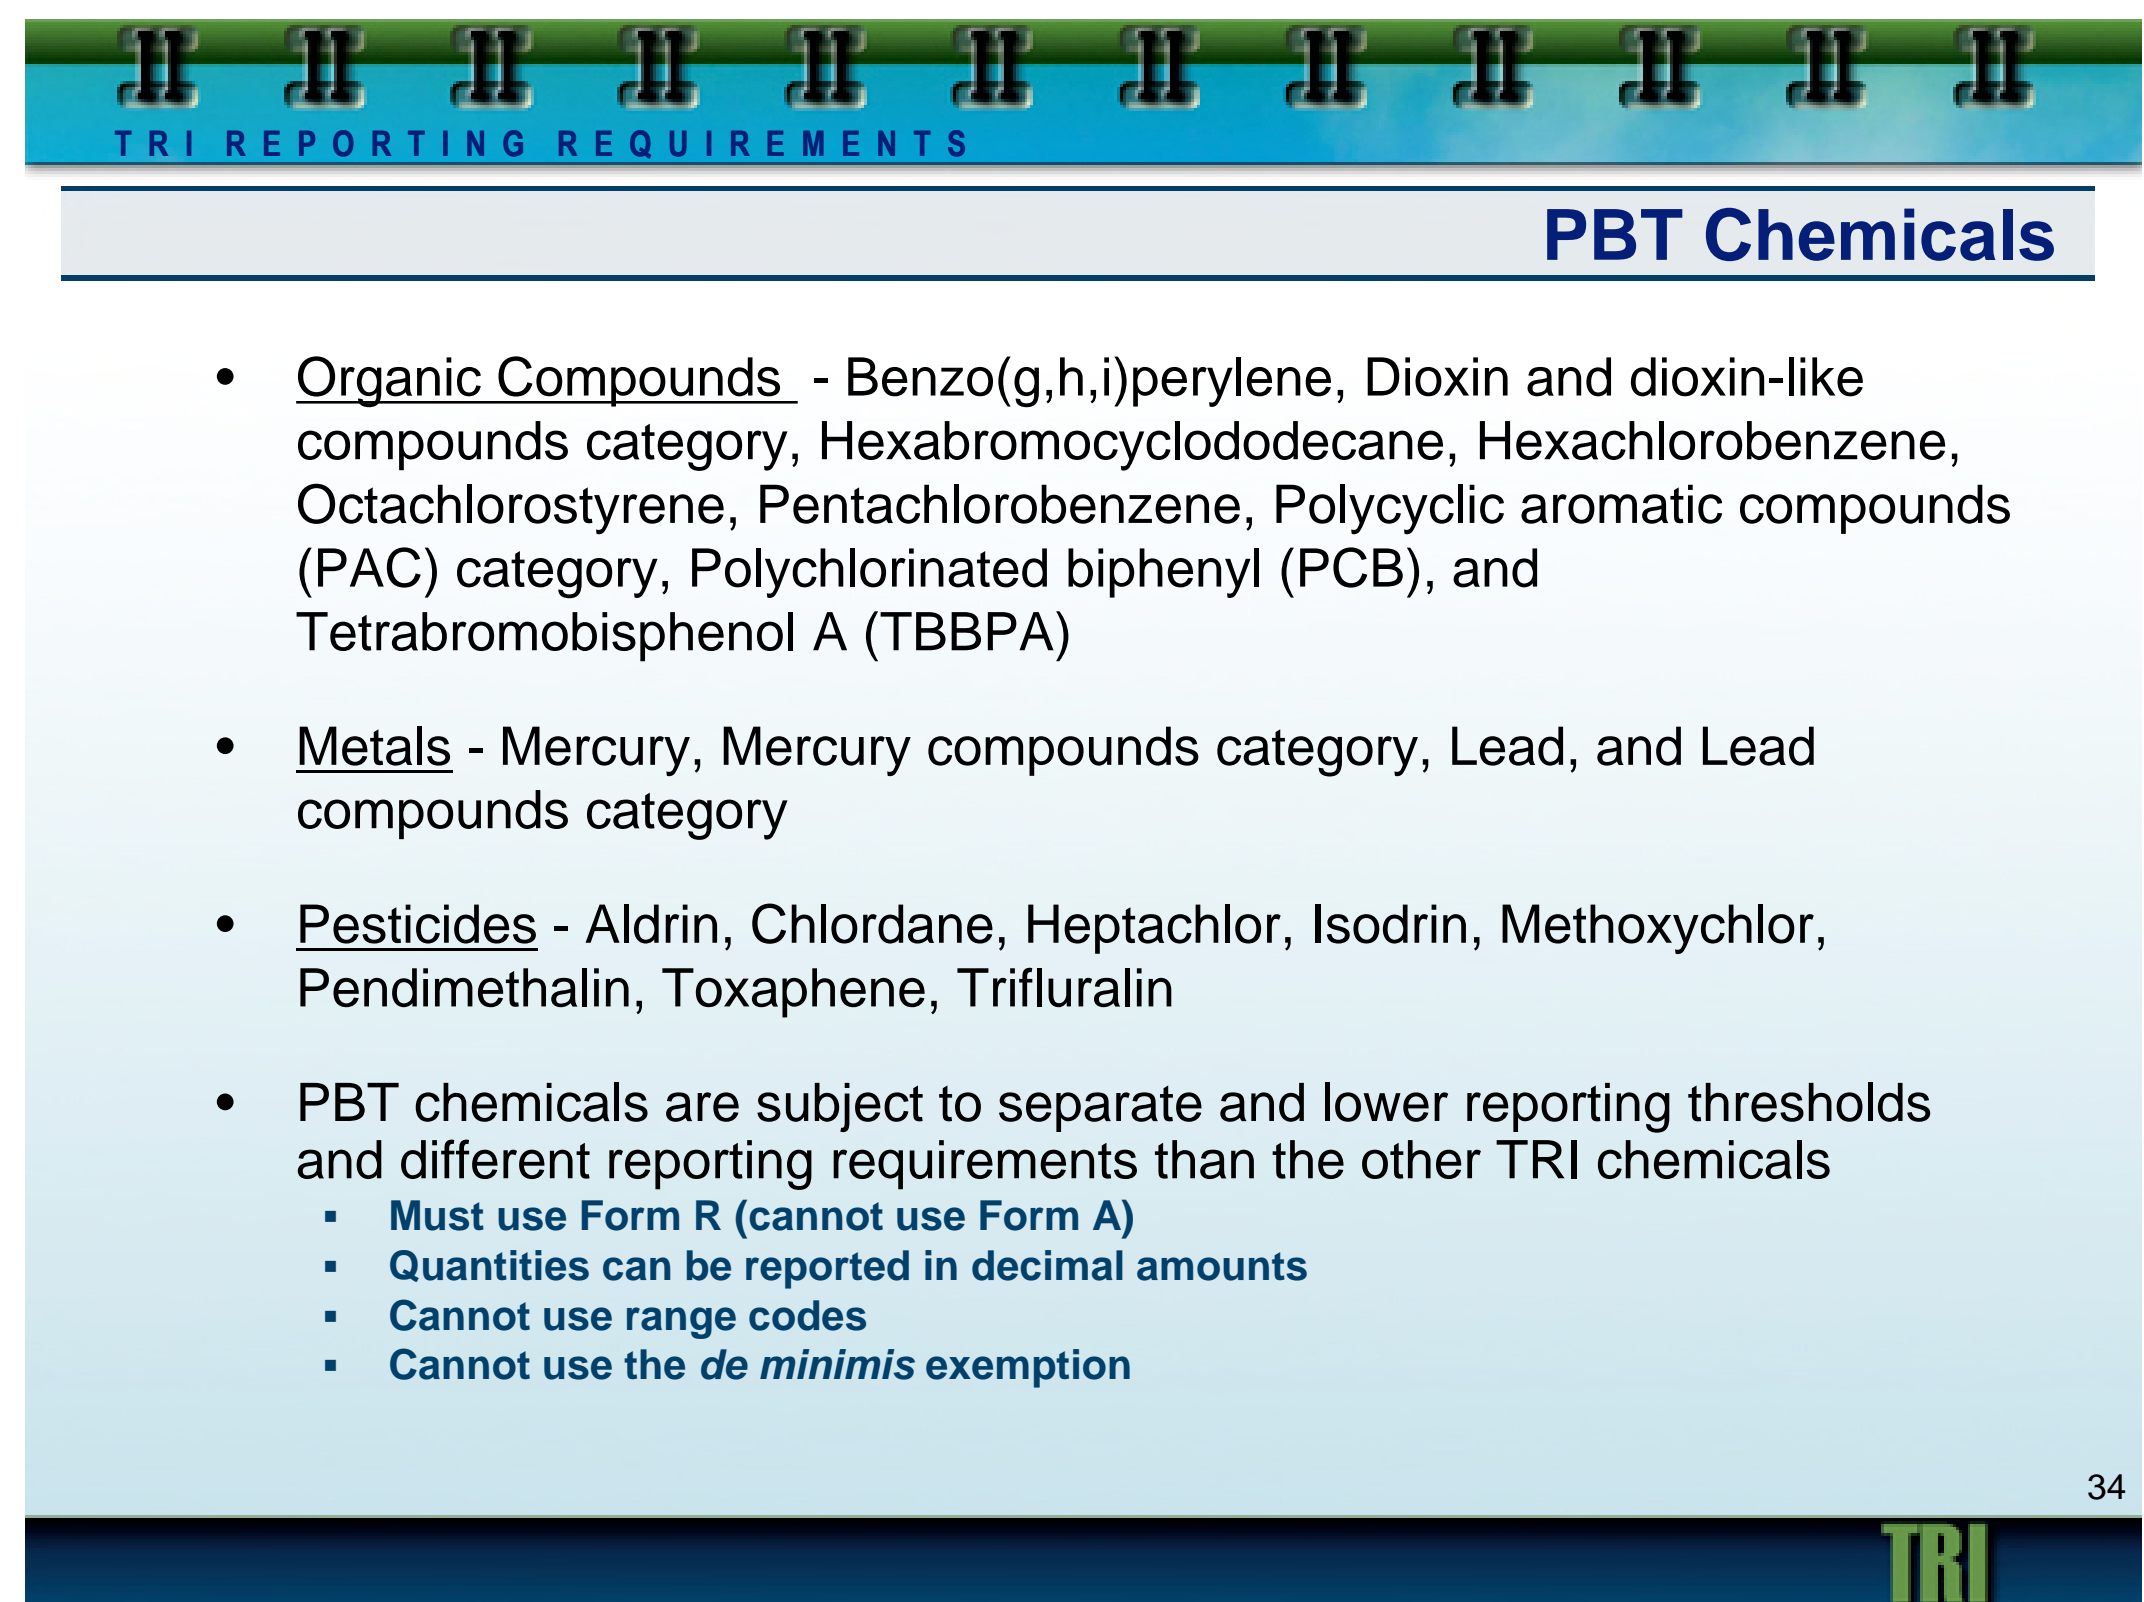 TRI REPORTING REQUIREMENTS
PBT Chemicals
• Organic Compounds - Benzo(g,h,i)perylene, Dioxin and dioxin-like
compounds category, Hexabromocyclododecane, Hexachlorobenzene,
Octachlorostyrene, Pentachlorobenzene, Polycyclic aromatic compounds
(PAC) category, Polychlorinated biphenyl (PCB), and
Tetrabromobisphenol A (TBBPA)
• Metals - Mercury, Mercury compounds category, Lead, and Lead
compounds category
• Pesticides - Aldrin, Chlordane, Heptachlor, Isodrin, Methoxychlor,
Pendimethalin, Toxaphene, Trifluralin
• PBT chemicals are subject to separate and lower reporting thresholds
and different reporting requirements than the other TRI chemicals
▪ Must use Form R (cannot use Form A)
▪ Quantities can be reported in decimal amounts
▪ Cannot use range codes
▪ Cannot use the de minimis exemption
34
TRI